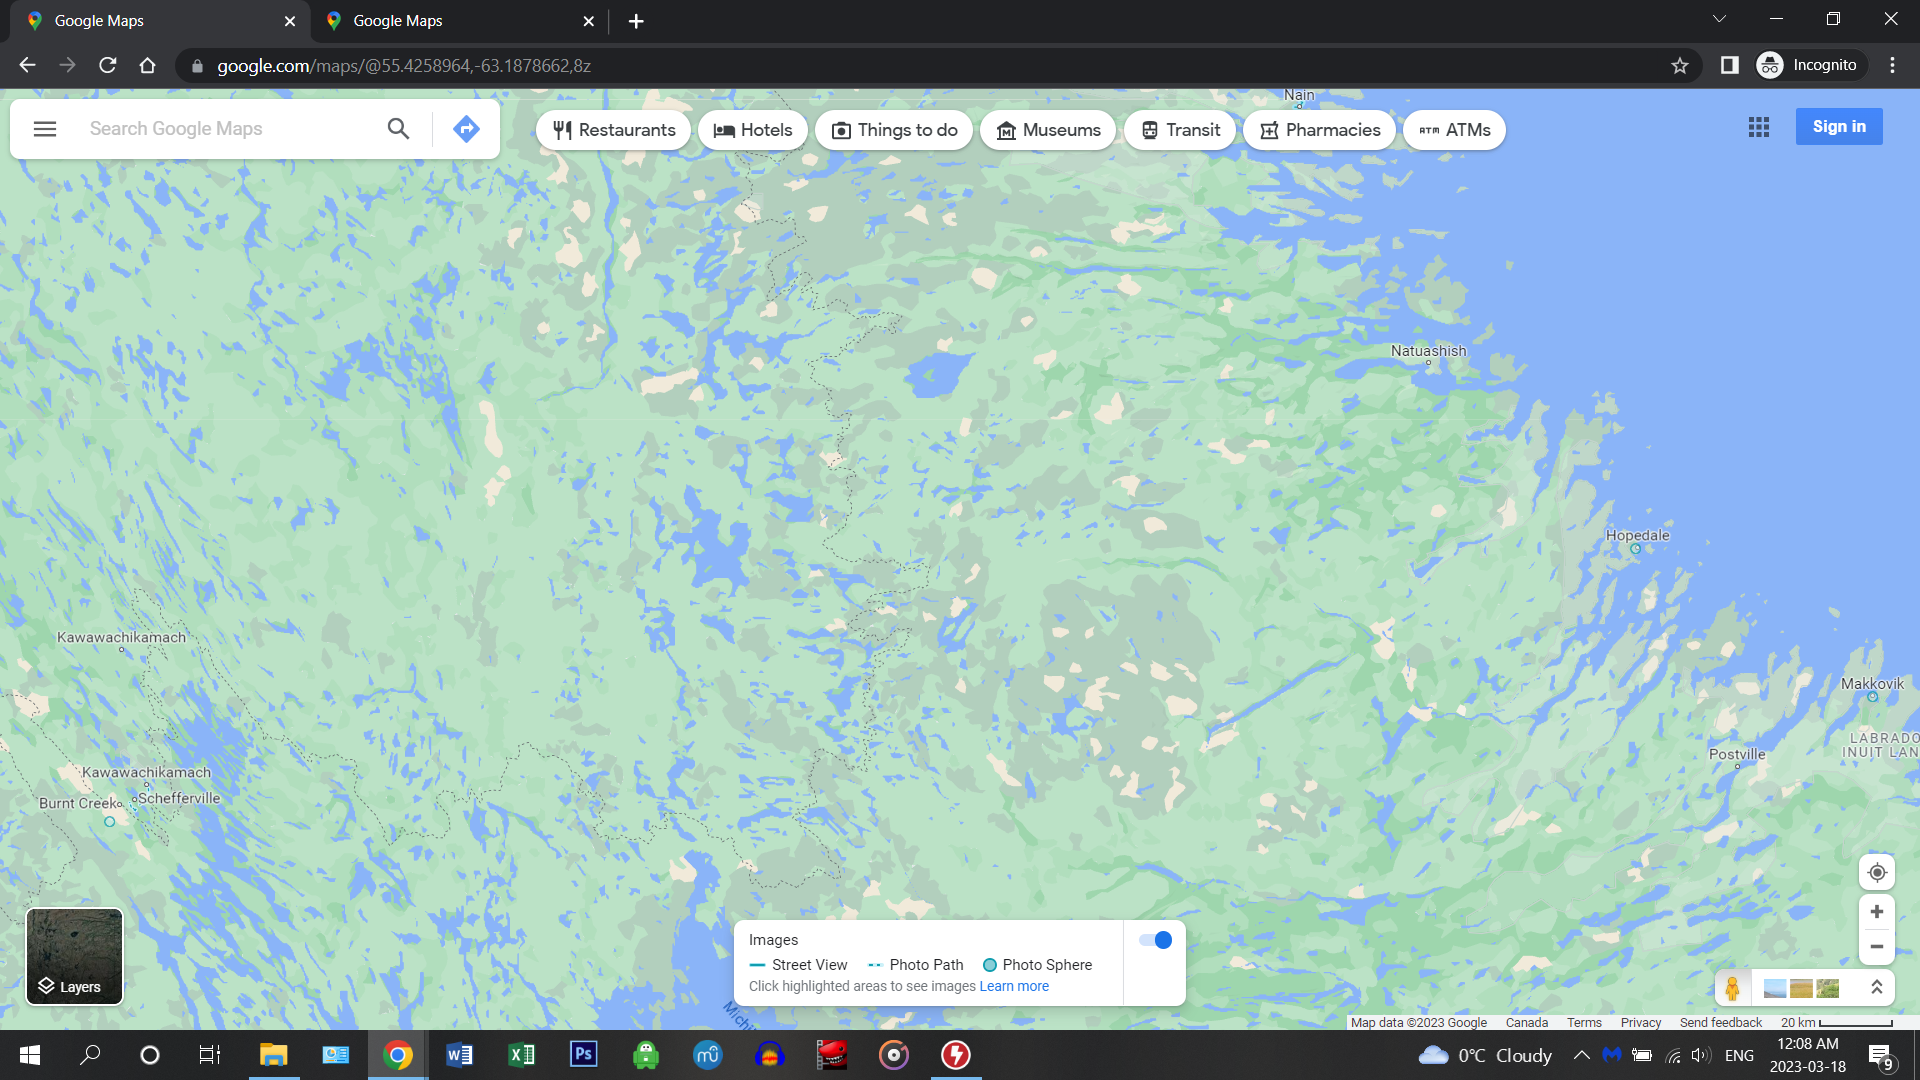 Google Maps
Google Maps
google.com/maps/@55.4258964,-63.1878662,8z
Incognito
Search Google Maps
Restaurants
Hotels
Things to do
Museums
Transit
Pharmacies
ATM ATMs
Sign in
Nain
Natuashish
Hopedale
Kawawachikamach
Makkovik
LABRADO
INUIT LAN
Postville
Kawawachikamach
Schefferville
Burnt Creek
Layers
Images
Street View
Photo Path
Photo Sphere
Click highlighted areas to see images Learn more
Michi
Map data ©2023 Google Canada Terms Privacy Send feedback 20 km
W
X
Ps
0°C Cloudy
ENG
12:08 AM
2023-03-18
9